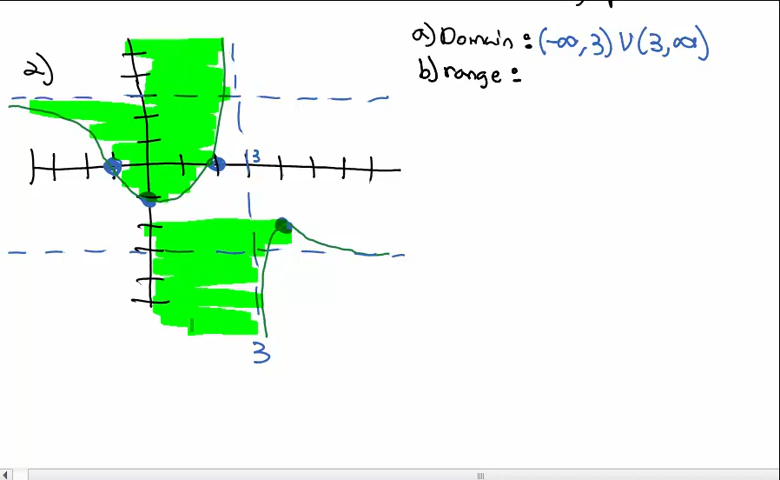 a) Domain : (-∞, 3) U (3, ∞)
2)
b) range :
3
3